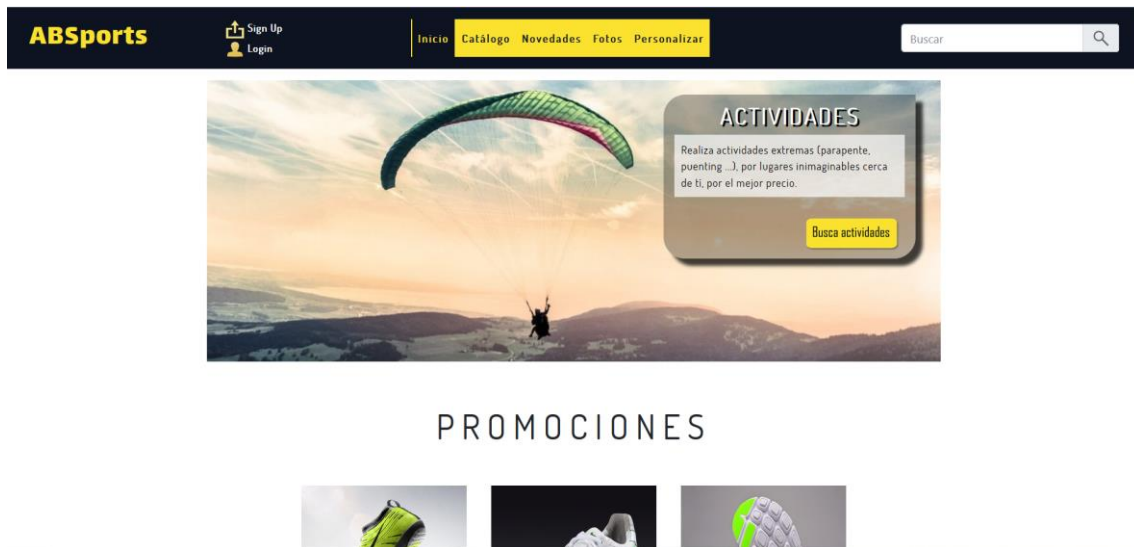 ABSports
Sign Up
Login
Inicio Catálogo Novedades Fotos Personalizar
Buscar
ACTIVIDADES
Realiza actividades extremas (parapente,
puenting ...), por lugares inimaginables cerca
de ti, por el mejor precio.
Busca actividades
PROMOCIONES